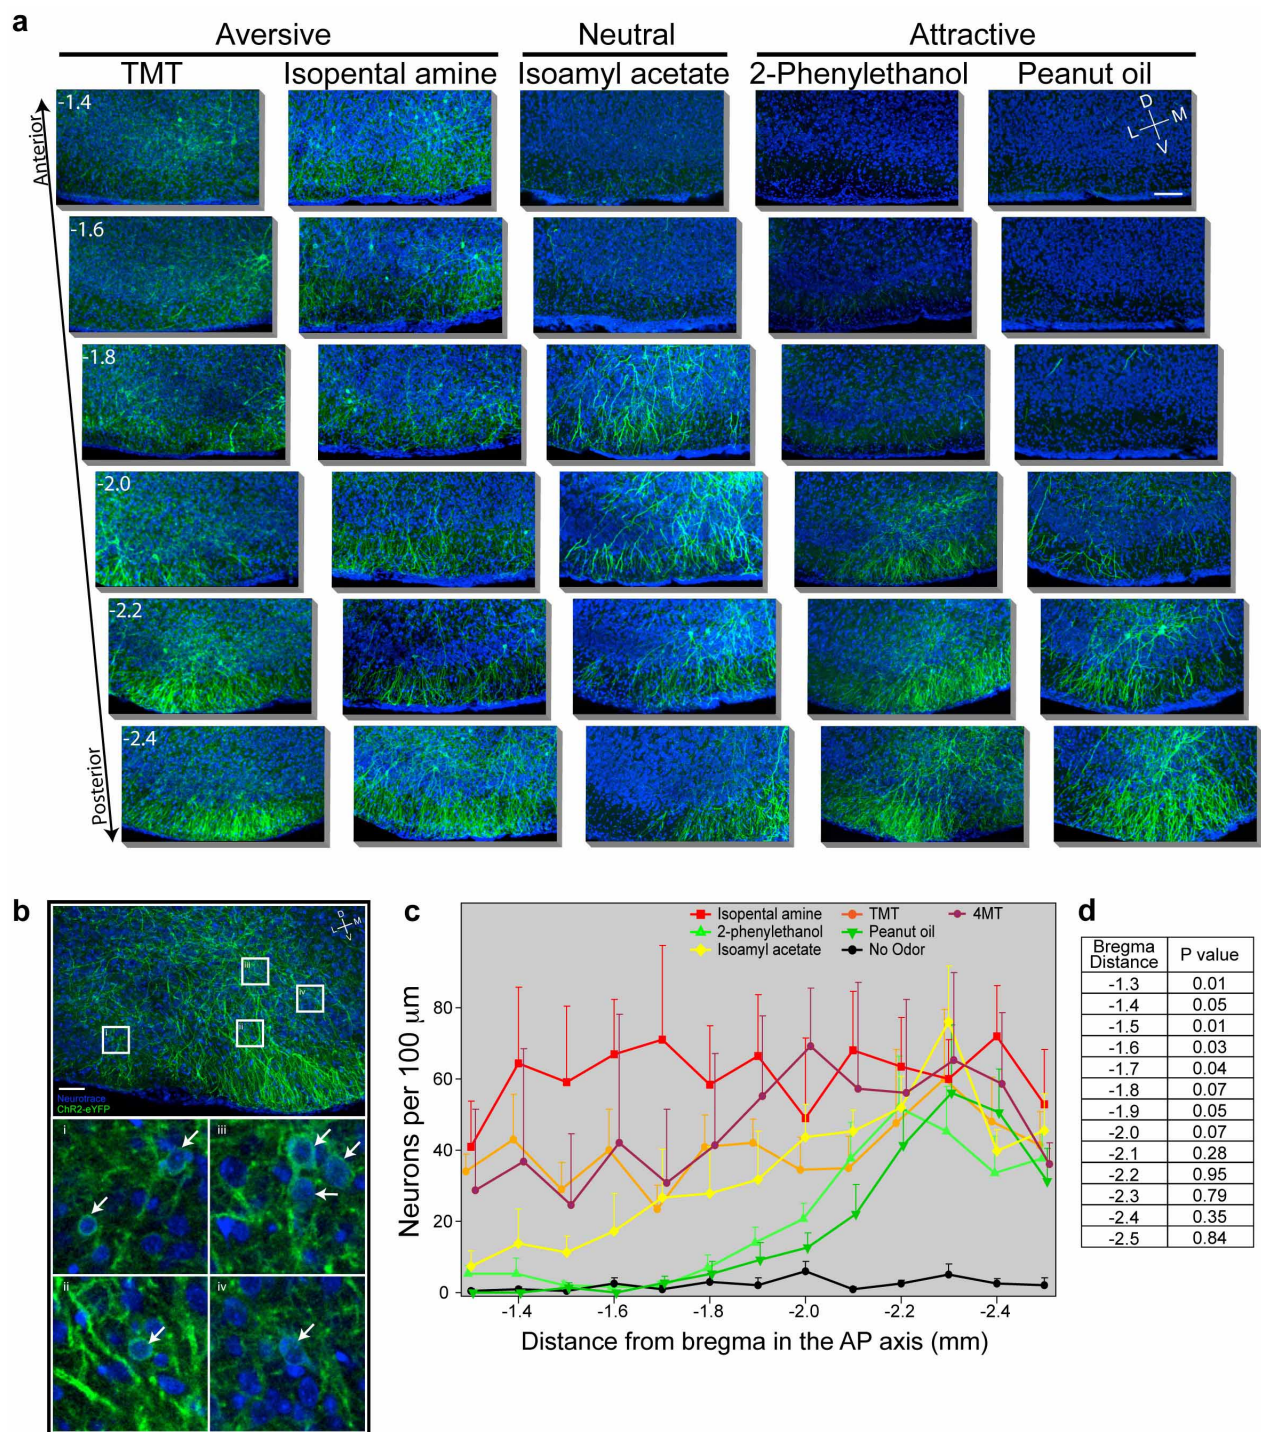 a
Aversive Neutral Attractive
TMT Isopental amine Isoamyl acetate 2-Phenylethanol Peanut oil
Anterior
Posterior
-1.4
D
L M
V
-1.6
-1.8
-2.0
-2.2
-2.4
b
D
L M
V
iii
iv
i
ii
Neurotrace
ChR2-eYFP
i
iii
ii
iv
c
Isopental amine TMT 4MT
2-phenylethanol Peanut oil
Isoamyl acetate No Odor
Neurons per 100 μm
80
60
40
20
0
-1.4 -1.6 -1.8 -2.0 -2.2 -2.4
Distance from bregma in the AP axis (mm)
d
Bregma Distance P value
-1.3 0.01
-1.4 0.05
-1.5 0.01
-1.6 0.03
-1.7 0.04
-1.8 0.07
-1.9 0.05
-2.0 0.07
-2.1 0.28
-2.2 0.95
-2.3 0.79
-2.4 0.35
-2.5 0.84